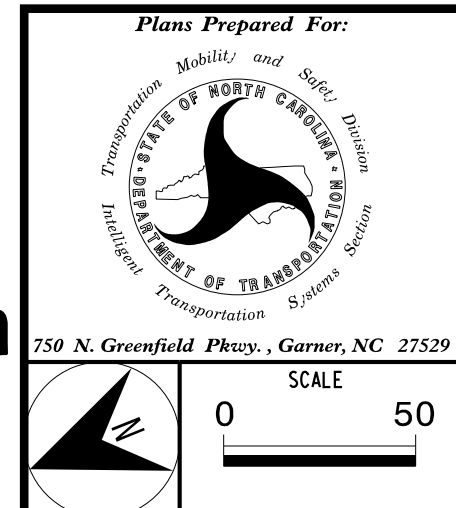 Plans Prepared For:
Transportation Mobility and Safety Division
STATE OF NORTH CAROLINA
DEPARTMENT OF TRANSPORTATION
Intelligent Transportation Systems Section
750 N. Greenfield Pkwy. , Garner, NC 27529
N
SCALE
0 50